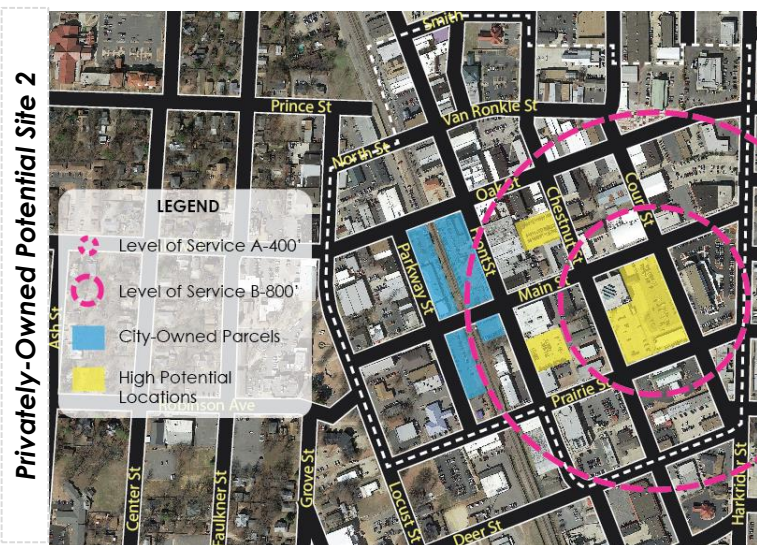 Privately-Owned Potential Site 2
Smith
Prince St
Van Ronkle St
North St
Oak St
Chestnut St
Court St
Front St
Parkway St
Main St
LEGEND
Level of Service A-400'
Level of Service B-800'
City-Owned Parcels
High Potential
Locations
Ash St
Robinson Ave
Prairie St
Center St
Faulkner St
Grove St
Locust St
Deer St
Harkrider St